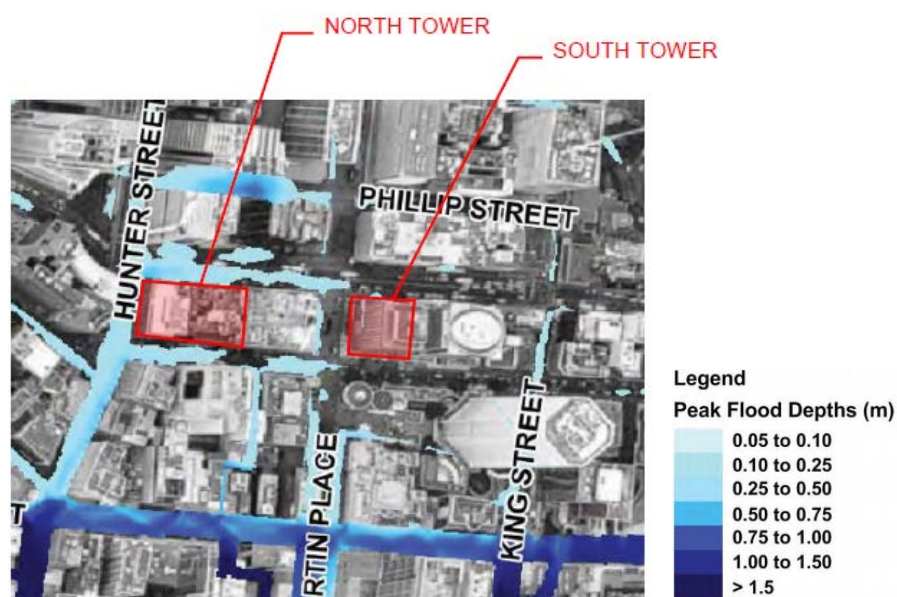 NORTH TOWER
SOUTH TOWER
HUNTER STREET
PHILLIP STREET
RTIN PLACE
KING STREET
T
Legend
Peak Flood Depths (m)
0.05 to 0.10
0.10 to 0.25
0.25 to 0.50
0.50 to 0.75
0.75 to 1.00
1.00 to 1.50
> 1.5